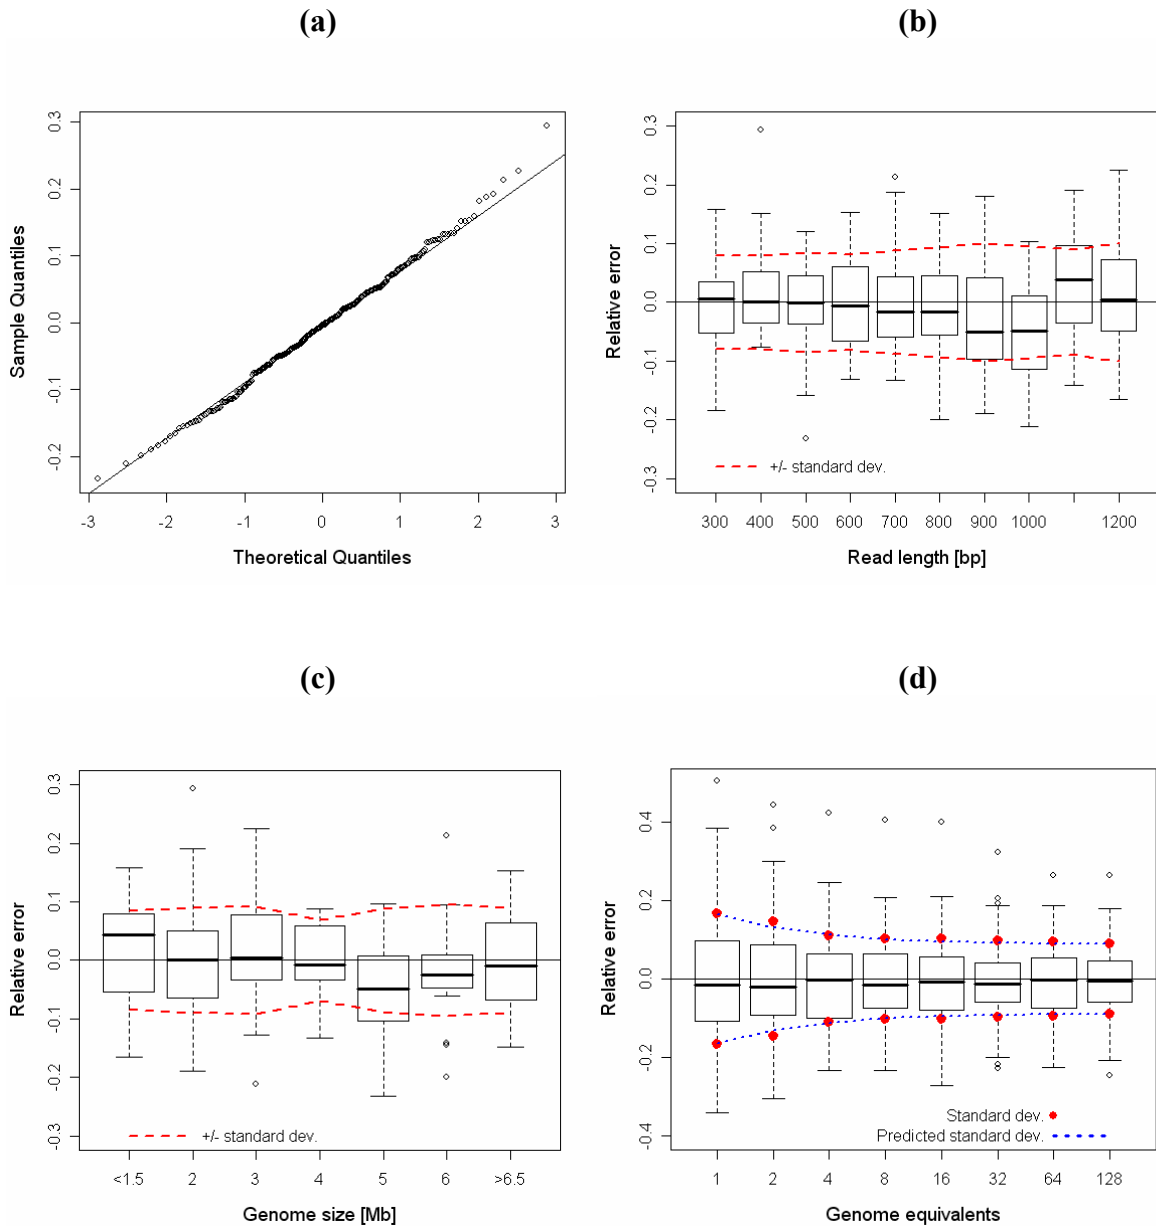 (a)
(b)
0.3
0.2
0.1
0.0
-0.1
-0.2
Sample Quantiles
-3 -2 -1 0 1 2 3
Theoretical Quantiles
0.3
0.2
0.1
0.0
-0.1
-0.2
-0.3
Relative error
+/- standard dev.
300 400 500 600 700 800 900 1000 1200
Read length [bp]
(c)
(d)
0.3
0.2
0.1
0.0
-0.1
-0.2
-0.3
Relative error
+/- standard dev.
<1.5 2 3 4 5 6 >6.5
Genome size [Mb]
0.4
0.2
0.0
-0.2
-0.4
Relative error
Standard dev.
Predicted standard dev.
1 2 4 8 16 32 64 128
Genome equivalents